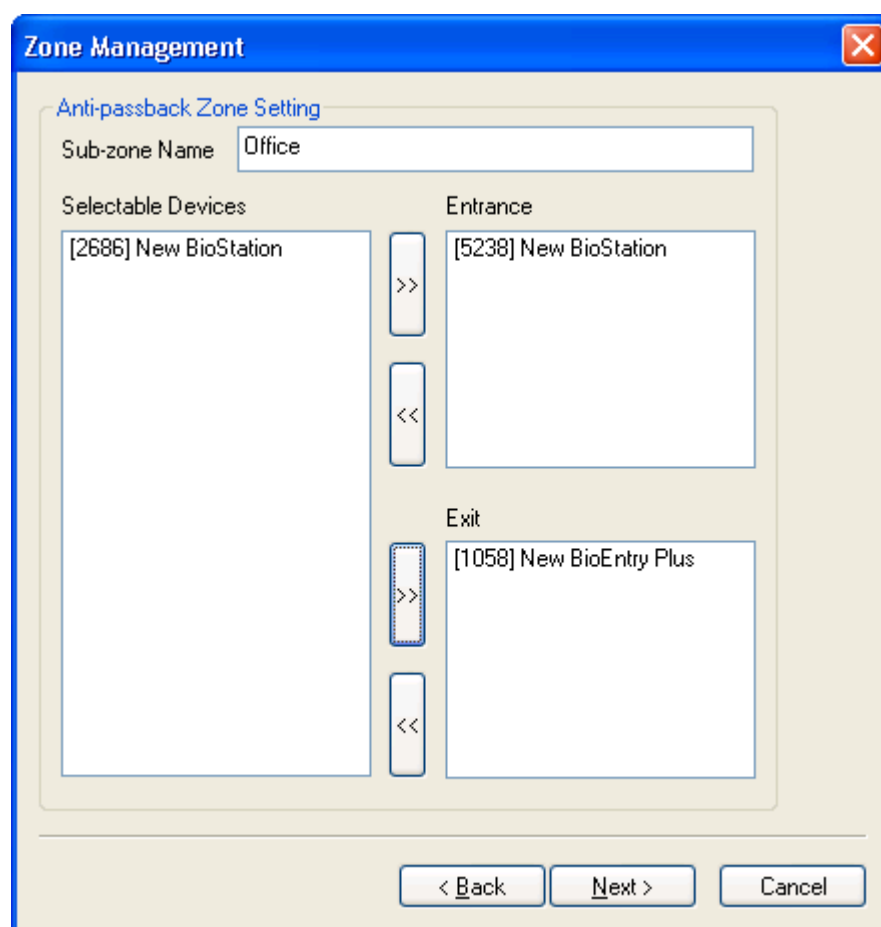 Zone Management
Anti-passback Zone Setting
Sub-zone Name Office
Selectable Devices
[2686] New BioStation
>>
<<
Entrance
[5238] New BioStation
>>
<<
Exit
[1058] New BioEntry Plus
< Back Next > Cancel